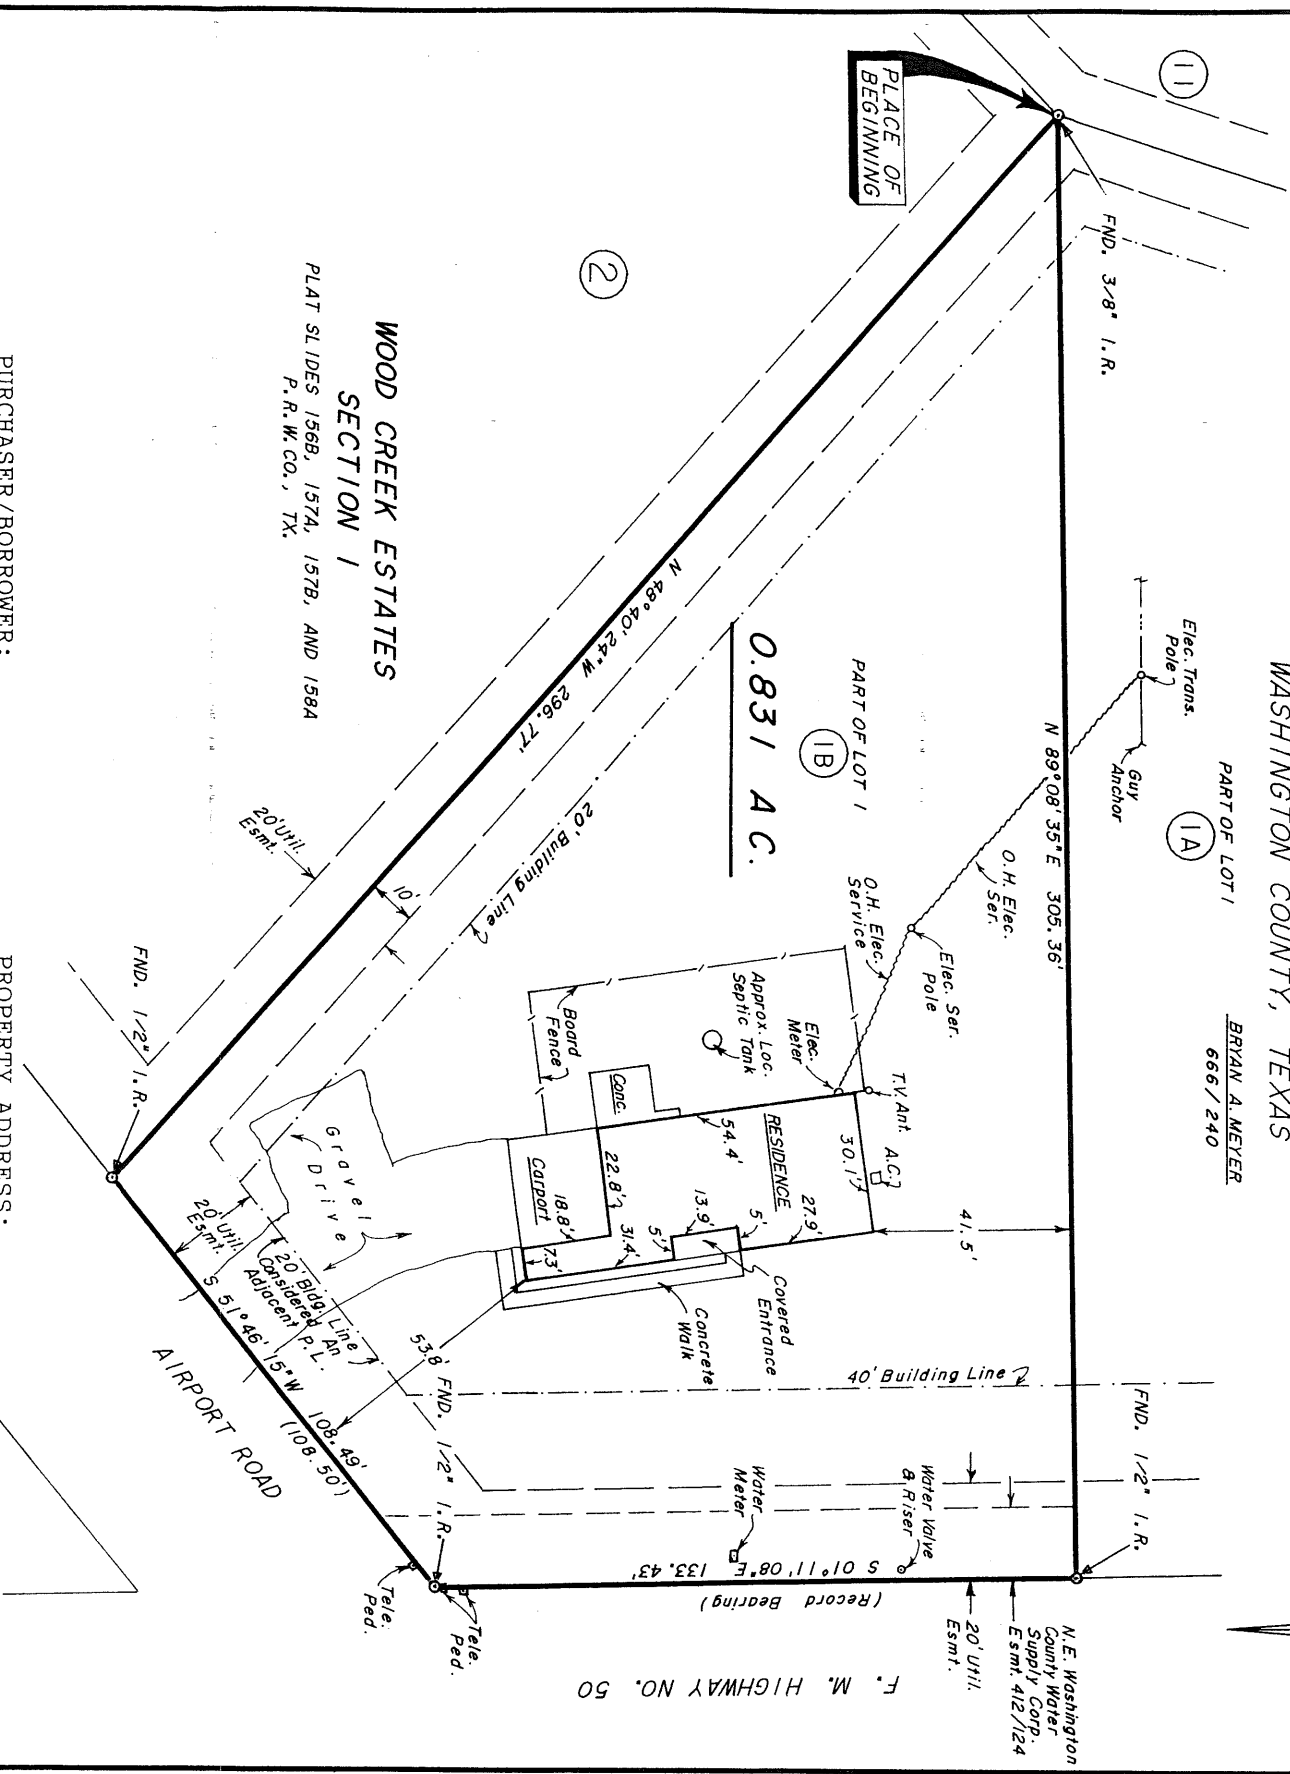 WASHINGTON COUNTY, TEXAS
PART OF LOT 1
1A
BRYAN A. MEYER
666 / 240
11
PLACE OF
BEGINNING
FND. 3/8" I.R.
Elec. Trans.
Pole
Guy
Anchor
N 89° 08' 35" E 305.36'
O.H. Elec.
Ser.
Elec. Ser.
Pole
O.H. Elec.
Service
FND. 1/2" I.R.
N.E. Washington
County Water
Supply Corp.
Esmt. 412/124
20' Util.
Esmt.
PART OF LOT 1
1B
0.831 AC.
T.V. Ant.
A.C.
41.5'
30.1'
Elec.
Meter
Approx. Loc.
Septic Tank
Board
Fence
RESIDENCE
54.4'
27.9'
5'
13.9'
5'
31.4'
22.8'
18.8'
7.3'
Conc.
Carport
Covered
Entrance
Concrete
Walk
40' Building Line
Water Valve
& Riser
Water
Meter
S 01° 11' 08" E 133.43'
(Record Bearing)
F. M. HIGHWAY NO. 50
2
WOOD CREEK ESTATES
SECTION 1
PLAT SLIDES 156B, 157A, 157B, AND 158A
P.R.W.CO., TX.
N 48° 40' 24" W 296.77'
20' Building Line
10'
20' Util.
Esmt.
Gravel
Drive
53.8'
FND. 1/2" I.R.
20' Util.
Esmt.
20' Bldg. Line
Considered An
Adjacent P.L.
S 51° 46' 15" W 108.49'
(108.50')
AIRPORT ROAD
FND. 1/2" I.R.
Tele.
Ped.
Tele.
Ped.
PURCHASER/BORROWER:
PROPERTY ADDRESS: